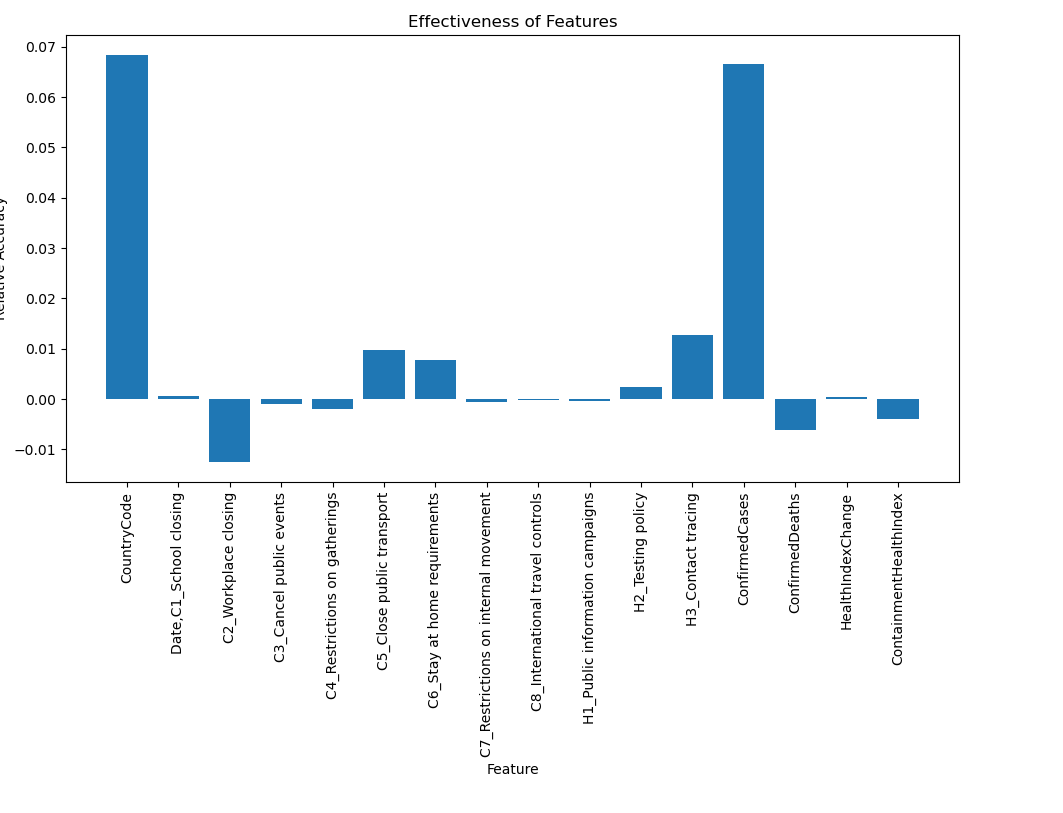 Effectiveness of Features
0.07
0.06
0.05
0.04
0.03
0.02
0.01
0.00
−0.01
Relative Accuracy
CountryCode
Date,C1_School closing
C2_Workplace closing
C3_Cancel public events
C4_Restrictions on gatherings
C5_Close public transport
C6_Stay at home requirements
C7_Restrictions on internal movement
C8_International travel controls
H1_Public information campaigns
H2_Testing policy
H3_Contact tracing
ConfirmedCases
ConfirmedDeaths
HealthIndexChange
ContainmentHealthIndex
Feature